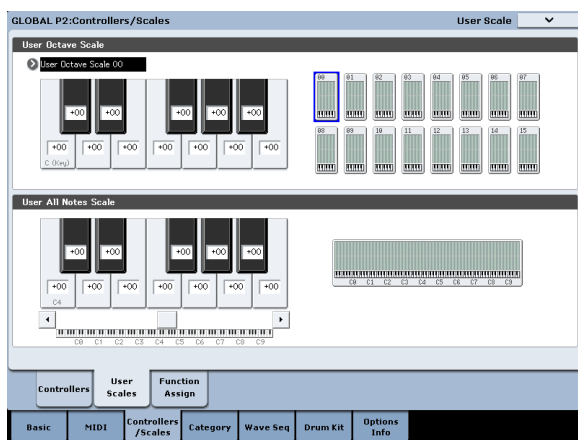 GLOBAL P2:Controllers/Scales User Scale
User Octave Scale
User Octave Scale 00
+00 +00 +00 +00 +00
+00 +00 +00 +00 +00 +00 +00
C (Key)
00 01 02 03 04 05 06 07
08 09 10 11 12 13 14 15
User All Notes Scale
+00 +00 +00 +00 +00
+00 +00 +00 +00 +00 +00 +00
C4
C0 C1 C2 C3 C4 C5 C6 C7 C8 C9
C0 C1 C2 C3 C4 C5 C6 C7 C8 C9
Controllers
User
Scales
Function
Assign
Basic
MIDI
Controllers
/Scales
Category
Wave Seq
Drum Kit
Options
Info